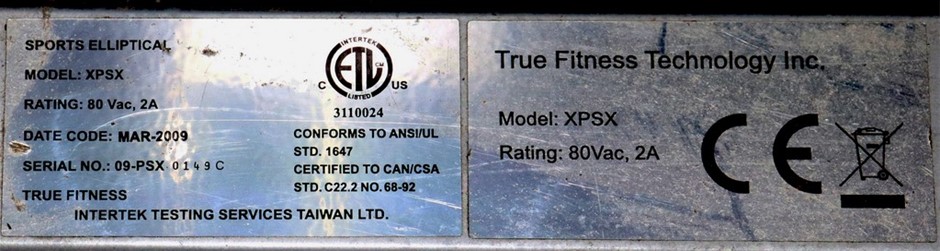 SPORTS ELLIPTICAL
MODEL: XPSX
RATING: 80 Vac, 2A
DATE CODE: MAR-2009
SERIAL NO.: 09-PSX 0149C
TRUE FITNESS
INTERTEK TESTING SERVICES TAIWAN LTD.
INTERTEK
ETL CM
LISTED
C US
3110024
CONFORMS TO ANSI/UL
STD. 1647
CERTIFIED TO CAN/CSA
STD. C22.2 NO. 68-92
True Fitness Technology Inc.
Model: XPSX
Rating: 80Vac, 2A
CE